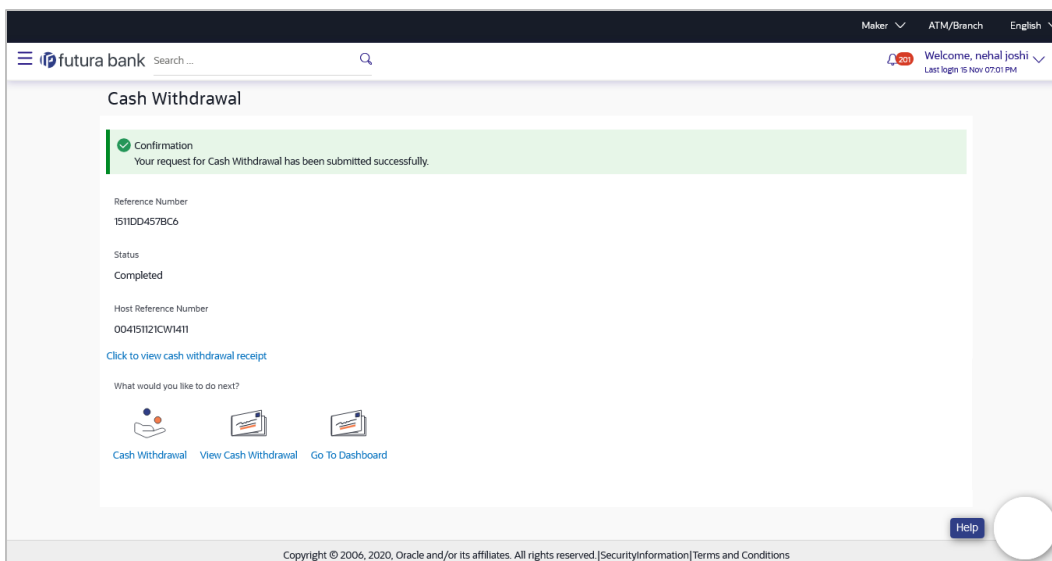 Maker ATM/Branch English
futura bank Search ... 201 Welcome, nehal joshi
Last login 15 Nov 07:01 PM
Cash Withdrawal
Confirmation
Your request for Cash Withdrawal has been submitted successfully.
Reference Number
1511DD457BC6
Status
Completed
Host Reference Number
004151121CW1411
Click to view cash withdrawal receipt
What would you like to do next?
Cash Withdrawal View Cash Withdrawal Go To Dashboard
Help
Copyright © 2006, 2020, Oracle and/or its affiliates. All rights reserved.|SecurityInformation|Terms and Conditions